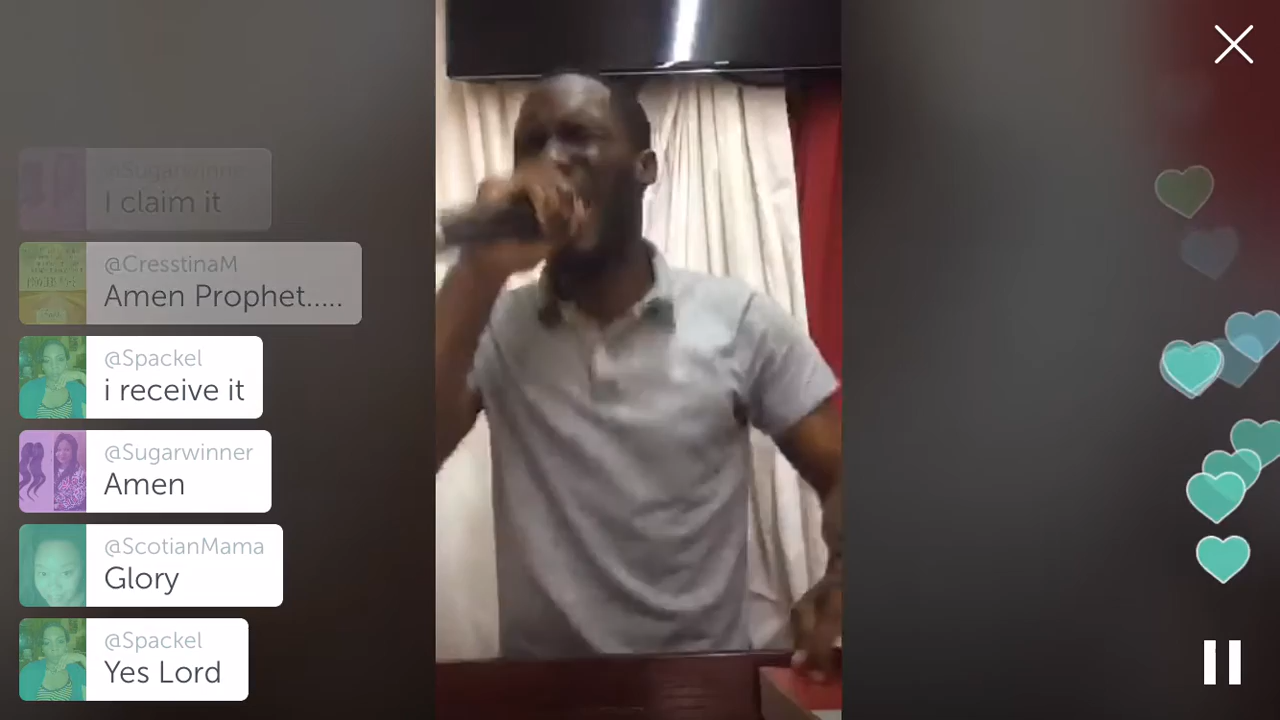 @Sugarwinner
I claim it
@CresstinaM
Amen Prophet.....
@Spackel
i receive it
@Sugarwinner
Amen
@ScotianMama
Glory
@Spackel
Yes Lord